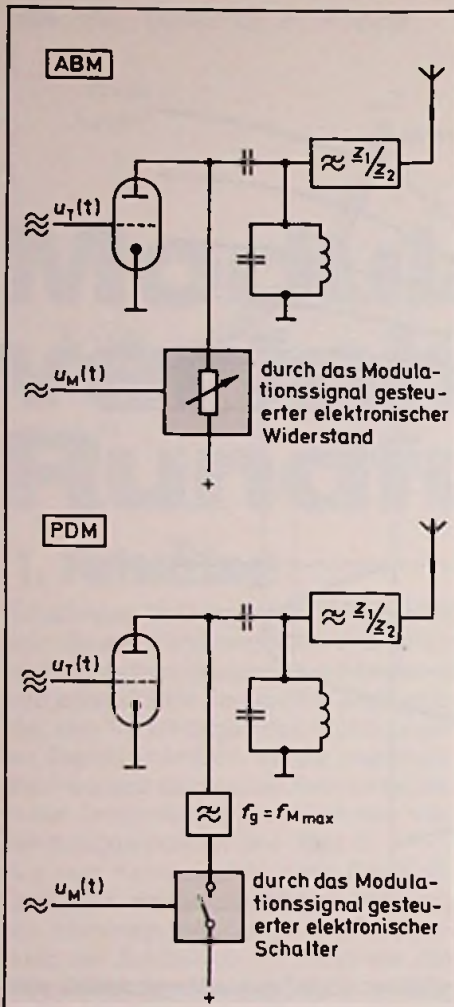 ABM
≈ z₁/z₂
u_T(t)
u_M(t)
durch das Modula-
tionssignal gesteu-
erter elektronischer
Widerstand
+
PDM
≈ z₁/z₂
u_T(t)
f_g = f_M max
u_M(t)
durch das Modula-
tionssignal gesteu-
erter elektronischer
Schalter
+